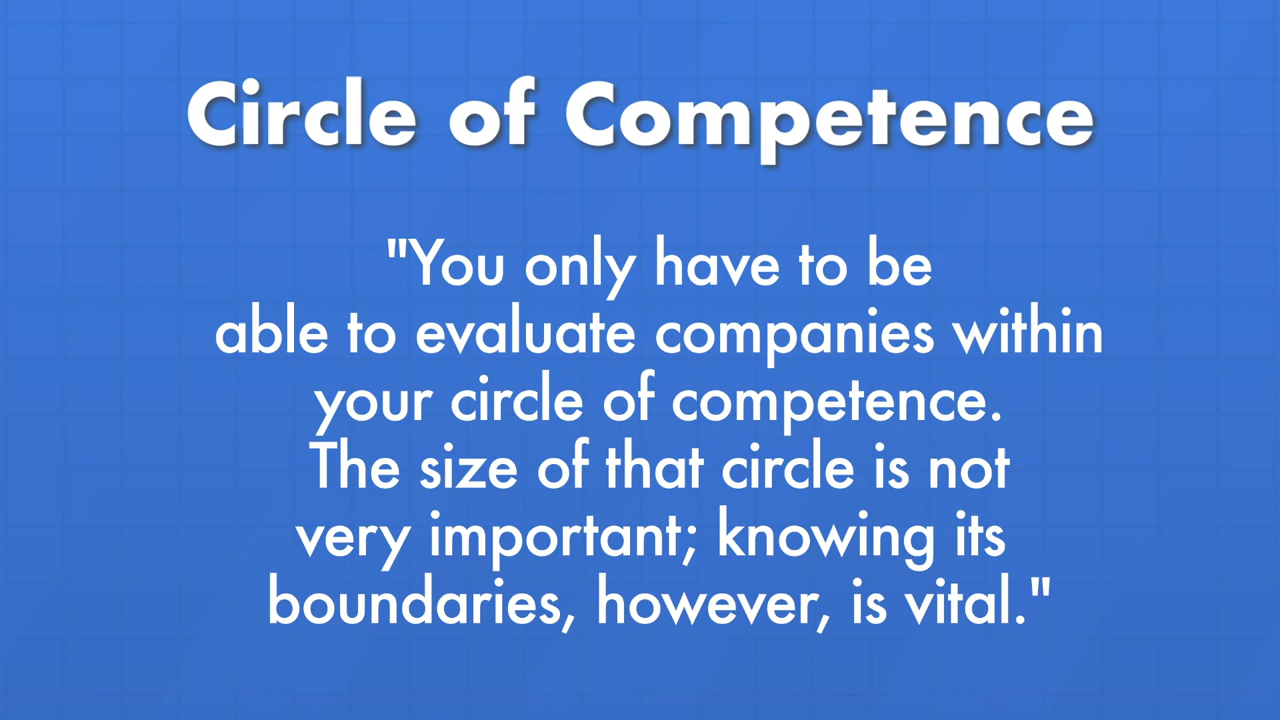 Circle of Competence
"You only have to be
able to evaluate companies within
your circle of competence.
The size of that circle is not
very important; knowing its
boundaries, however, is vital."